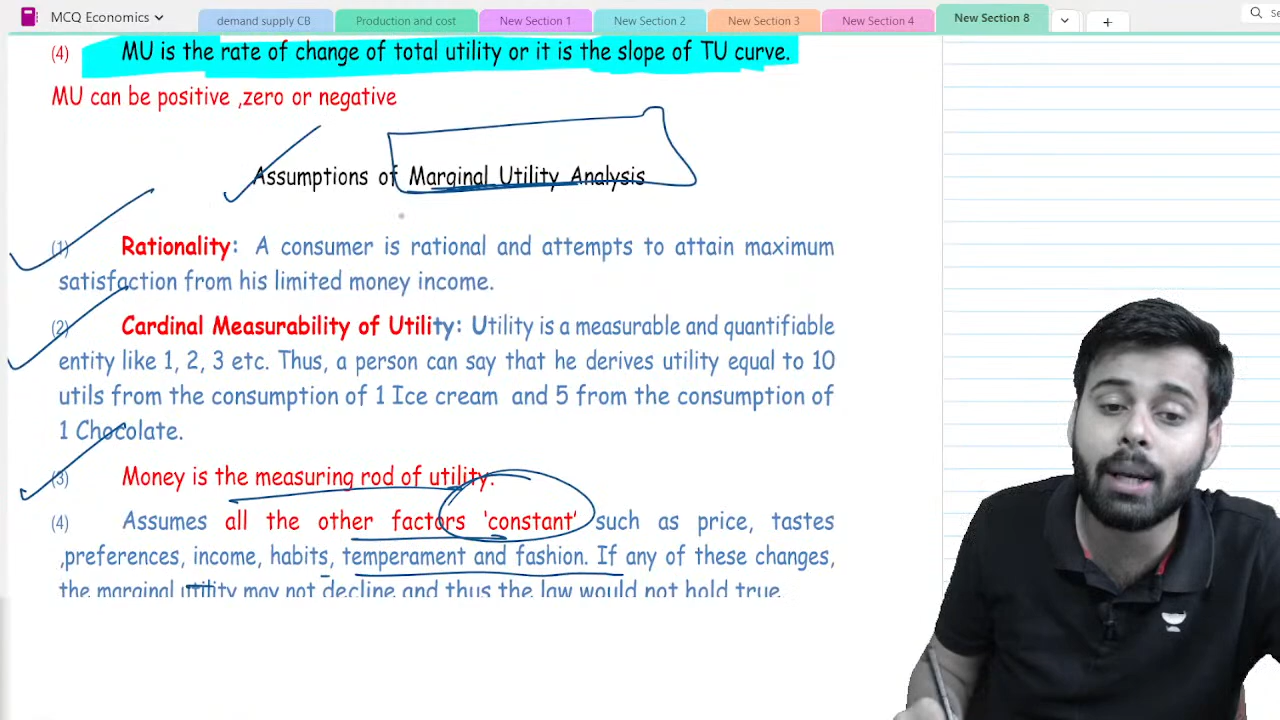 MCQ Economics
demand supply CB
Production and cost
New Section 1
New Section 2
New Section 3
New Section 4
New Section 8
Se
(4) MU is the rate of change of total utility or it is the slope of TU curve.
MU can be positive ,zero or negative
Assumptions of Marginal Utility Analysis
(1) Rationality: A consumer is rational and attempts to attain maximum
satisfaction from his limited money income.
(2) Cardinal Measurability of Utility: Utility is a measurable and quantifiable
entity like 1, 2, 3 etc. Thus, a person can say that he derives utility equal to 10
utils from the consumption of 1 Ice cream and 5 from the consumption of
1 Chocolate.
(3) Money is the measuring rod of utility.
(4) Assumes all the other factors ‘constant’ such as price, tastes
,preferences, income, habits, temperament and fashion. If any of these changes,
the marginal utility may not decline and thus the law would not hold true.